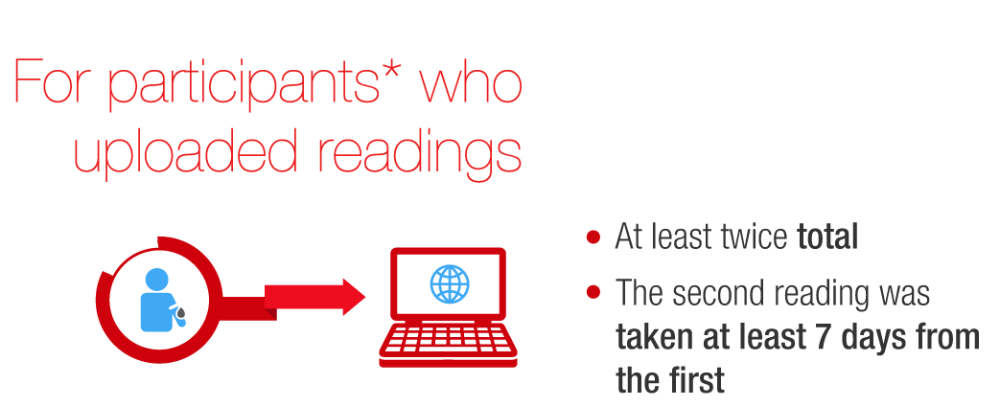 For participants* who
uploaded readings
• At least twice total
• The second reading was
taken at least 7 days from
the first